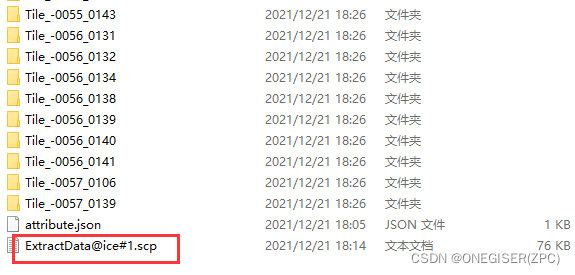 Tile_-0055_0143 2021/12/21 18:26 文件夹
Tile_-0056_0131 2021/12/21 18:26 文件夹
Tile_-0056_0132 2021/12/21 18:26 文件夹
Tile_-0056_0134 2021/12/21 18:26 文件夹
Tile_-0056_0138 2021/12/21 18:26 文件夹
Tile_-0056_0139 2021/12/21 18:26 文件夹
Tile_-0056_0140 2021/12/21 18:26 文件夹
Tile_-0056_0141 2021/12/21 18:26 文件夹
Tile_-0057_0106 2021/12/21 18:26 文件夹
Tile_-0057_0139 2021/12/21 18:26 文件夹
attribute.json 2021/12/21 18:05 JSON 文件 1 KB
ExtractData@ice#1.scp 2021/12/21 18:14 文本文档 76 KB
CSDN @ONEGISER(ZPC)